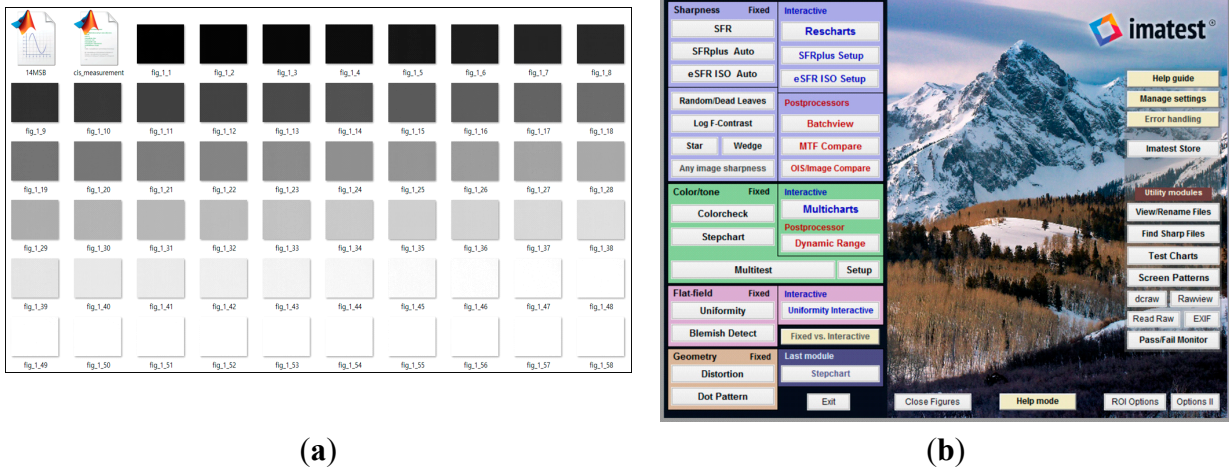 14MSB cis_measurement fig_1_1 fig_1_2 fig_1_3 fig_1_4 fig_1_5 fig_1_6 fig_1_7 fig_1_8
fig_1_9 fig_1_10 fig_1_11 fig_1_12 fig_1_13 fig_1_14 fig_1_15 fig_1_16 fig_1_17 fig_1_18
fig_1_19 fig_1_20 fig_1_21 fig_1_22 fig_1_23 fig_1_24 fig_1_25 fig_1_26 fig_1_27 fig_1_28
fig_1_29 fig_1_30 fig_1_31 fig_1_32 fig_1_33 fig_1_34 fig_1_35 fig_1_36 fig_1_37 fig_1_38
fig_1_39 fig_1_40 fig_1_41 fig_1_42 fig_1_43 fig_1_44 fig_1_45 fig_1_46 fig_1_47 fig_1_48
fig_1_49 fig_1_50 fig_1_51 fig_1_52 fig_1_53 fig_1_54 fig_1_55 fig_1_56 fig_1_57 fig_1_58
(a)
Sharpness Fixed Interactive
SFR Rescharts
SFRplus Auto SFRplus Setup
eSFR ISO Auto eSFR ISO Setup
Random/Dead Leaves Postprocessors
Log F-Contrast Batchview
Star Wedge MTF Compare
Any image sharpness OIS/Image Compare
Color/tone Fixed Interactive
Colorcheck Multicharts
Stepchart Postprocessor
Dynamic Range
Multitest Setup
Flat-field Fixed Interactive
Uniformity Uniformity Interactive
Blemish Detect Fixed vs. Interactive
Geometry Fixed Last module
Distortion Stepchart
Dot Pattern Exit
imatest®
Help guide
Manage settings
Error handling
Imatest Store
Utility modules
View/Rename Files
Find Sharp Files
Test Charts
Screen Patterns
dcraw Rawview
Read Raw EXIF
Pass/Fail Monitor
Close Figures Help mode ROI Options Options II
(b)